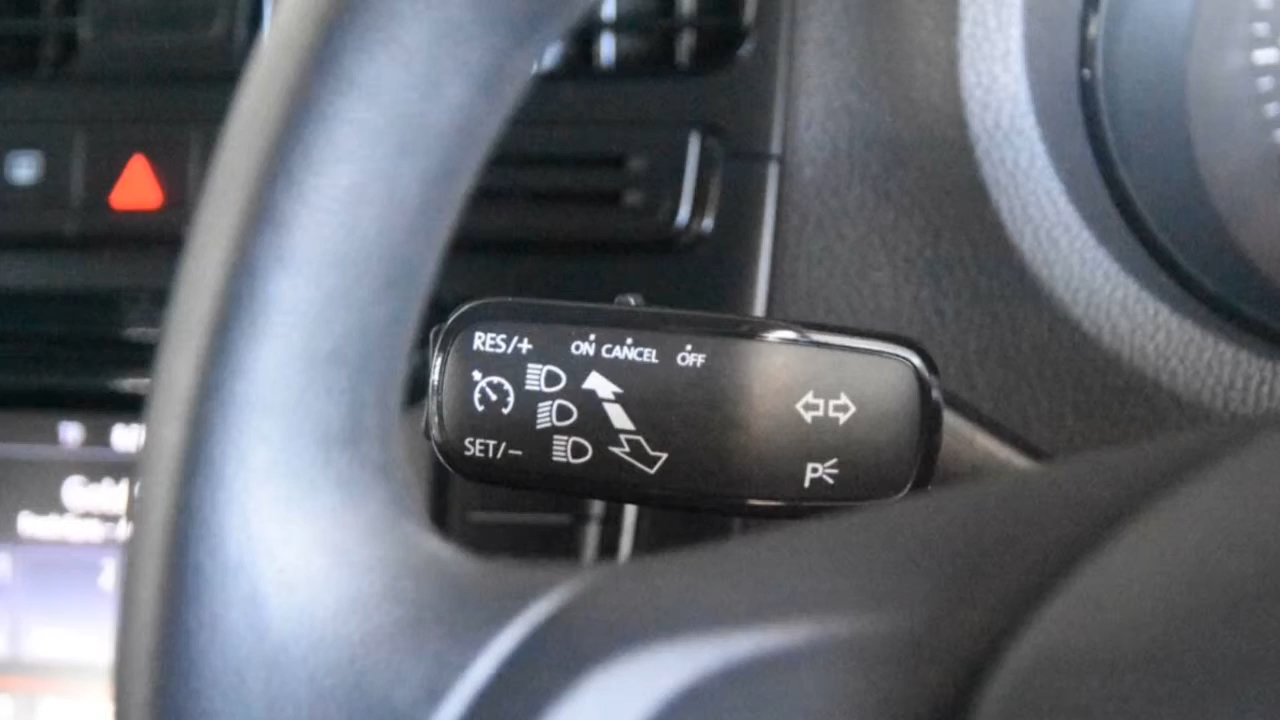 RES/+ ON CANCEL OFF
SET/–
P